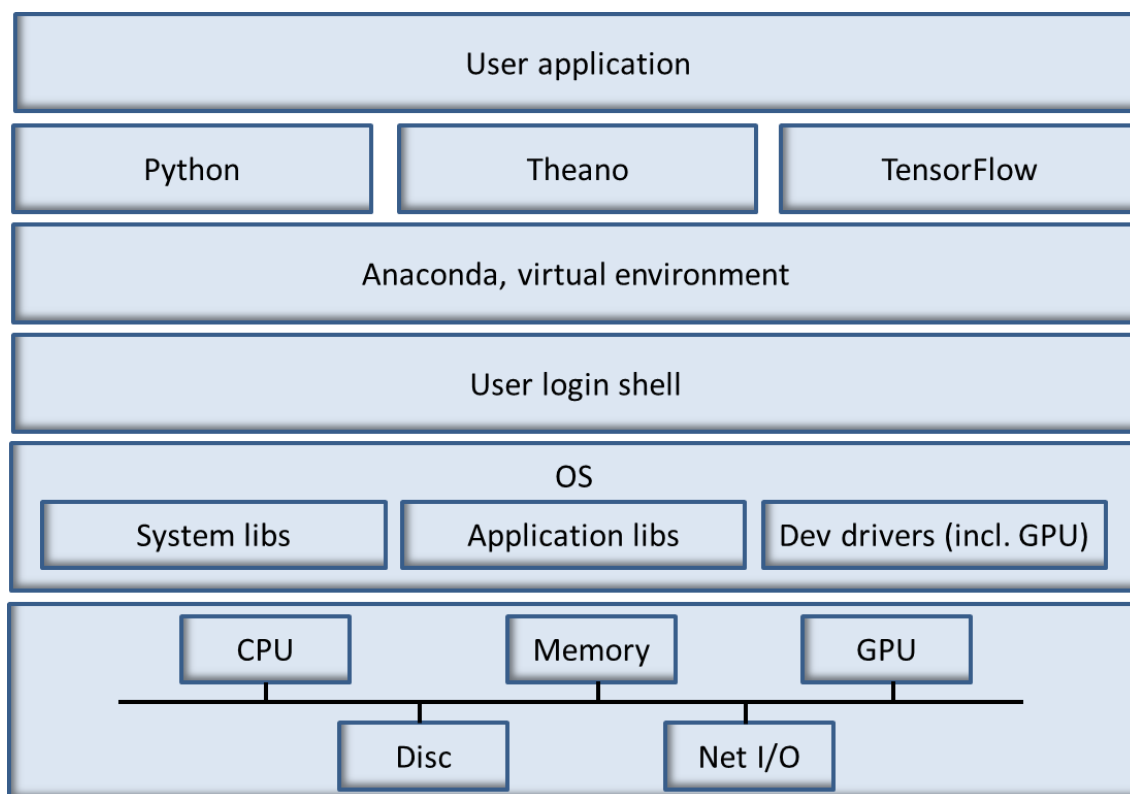 User application
Python
Theano
TensorFlow
Anaconda, virtual environment
User login shell
OS
System libs
Application libs
Dev drivers (incl. GPU)
CPU
Memory
GPU
Disc
Net I/O